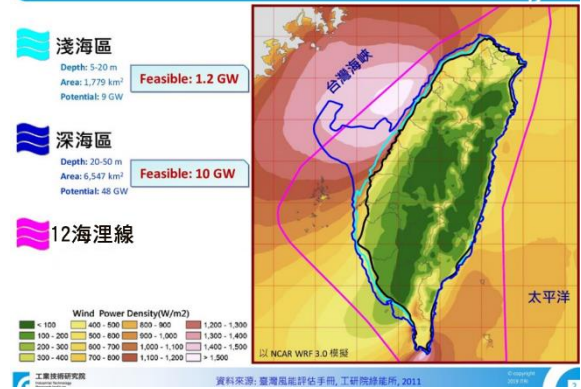 淺海區
Depth: 5-20 m
Area: 1,779 km²
Potential: 9 GW
Feasible: 1.2 GW
深海區
Depth: 20-50 m
Area: 6,547 km²
Potential: 48 GW
Feasible: 10 GW
12海浬線
台灣海峽
太平洋
Wind Power Density(W/m2)
< 100
400 - 500
800 - 900
1,200 - 1,300
100 - 200
500 - 600
900 - 1,000
1,300 - 1,400
200 - 300
600 - 700
1,000 - 1,100
1,400 - 1,500
300 - 400
700 - 800
1,100 - 1,200
> 1,500
以 NCAR WRF 3.0 模擬
工業技術研究院
Industrial Technology
資料來源: 臺灣風能評估手冊, 工研院綠能所, 2011
Copyright